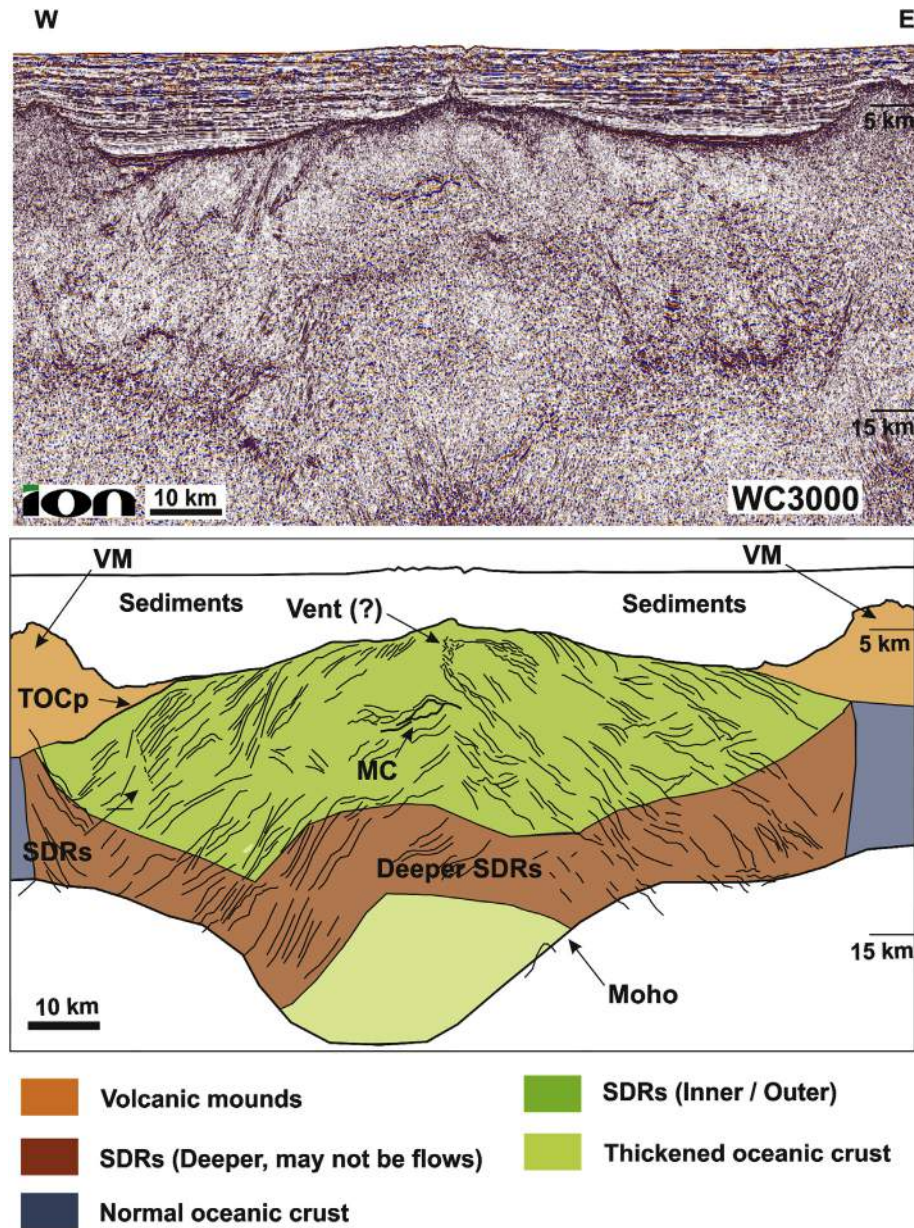 W
E
5 km
15 km
ion
10 km
WC3000
VM
VM
Sediments
Vent (?)
Sediments
5 km
TOCp
MC
SDRs
Deeper SDRs
15 km
Moho
10 km
Volcanic mounds
SDRs (Inner / Outer)
SDRs (Deeper, may not be flows)
Thickened oceanic crust
Normal oceanic crust